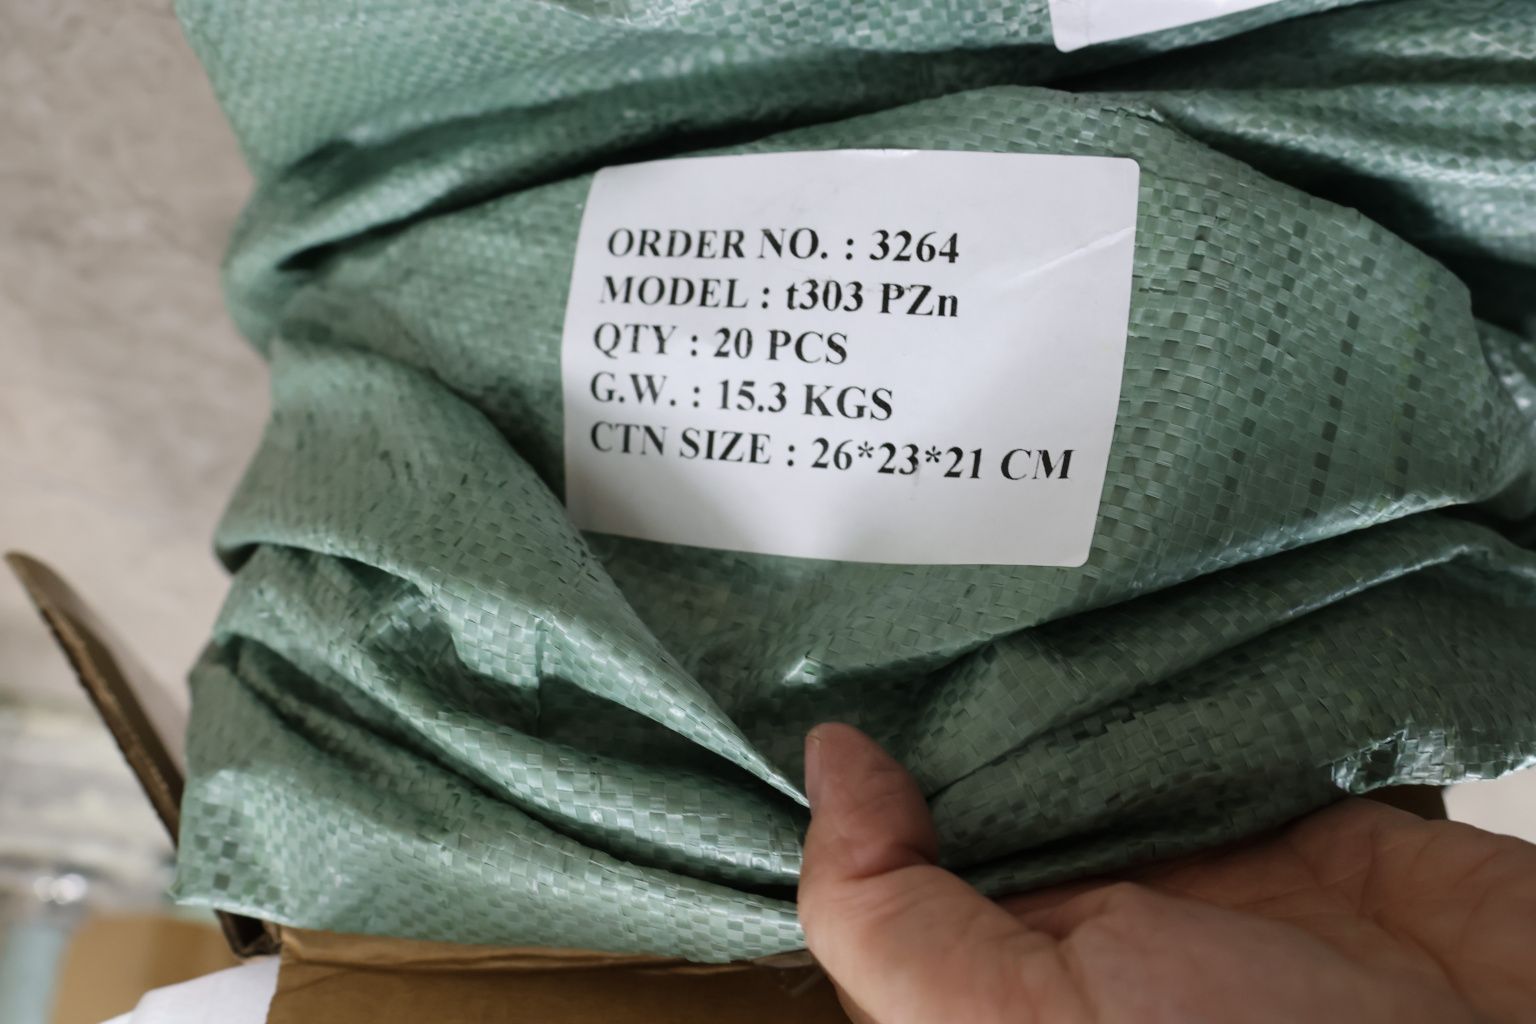 ORDER NO. : 3264
MODEL : t303 PZn
QTY : 20 PCS
G.W. : 15.3 KGS
CTN SIZE : 26*23*21 CM